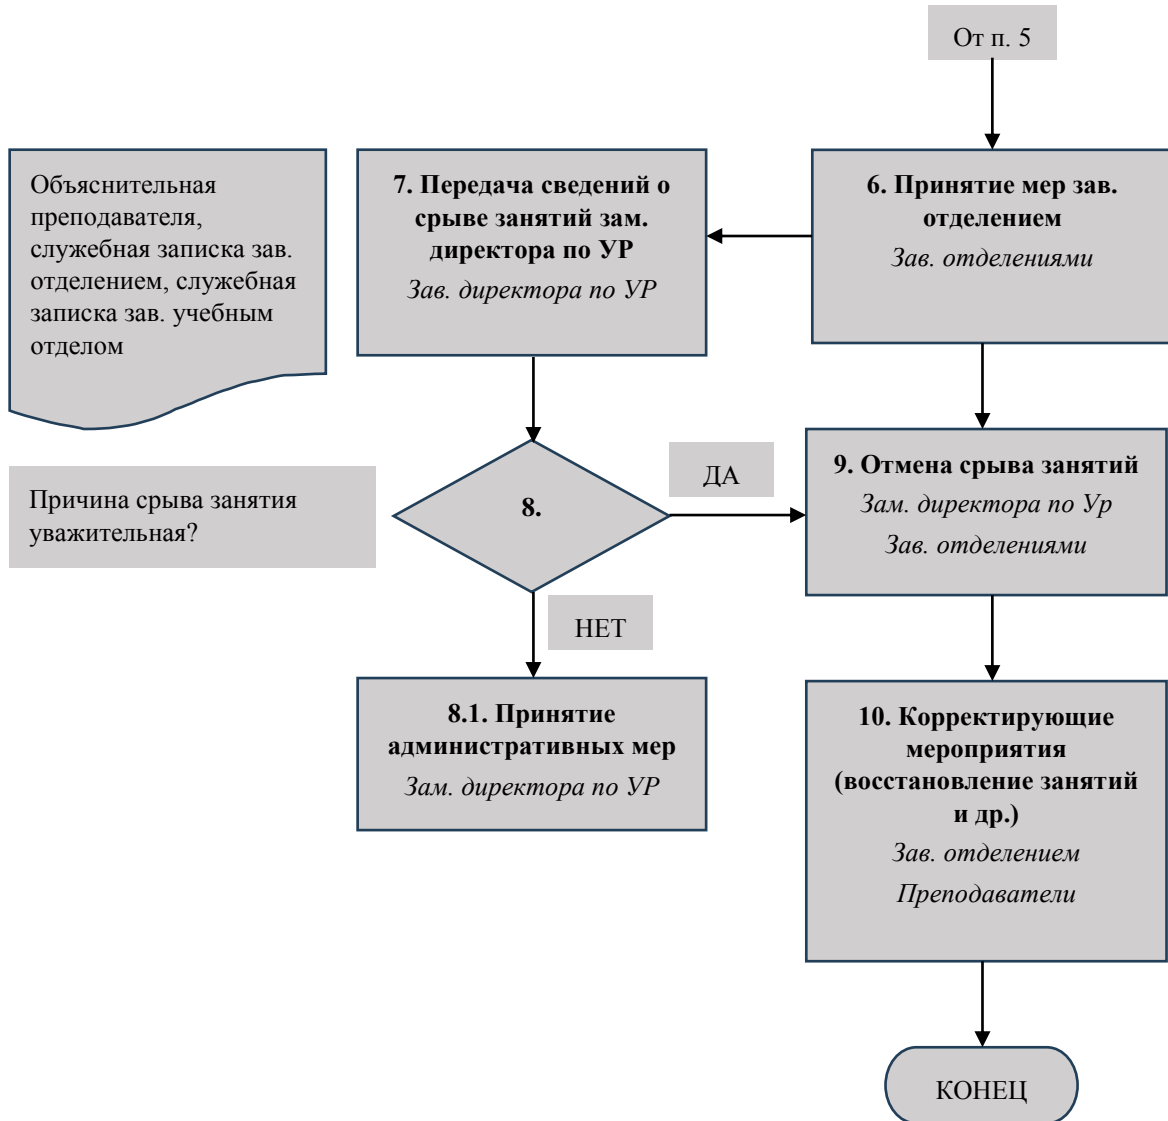 От п. 5
Объяснительная
преподавателя,
служебная записка зав.
отделением, служебная
записка зав. учебным
отделом
7. Передача сведений о
срыве занятий зам.
директора по УР
Зав. директора по УР
6. Принятие мер зав.
отделением
Зав. отделениями
Причина срыва занятия
уважительная?
8.
ДА
9. Отмена срыва занятий
Зам. директора по Ур
Зав. отделениями
НЕТ
8.1. Принятие
административных мер
Зам. директора по УР
10. Корректирующие
мероприятия
(восстановление занятий
и др.)
Зав. отделением
Преподаватели
КОНЕЦ